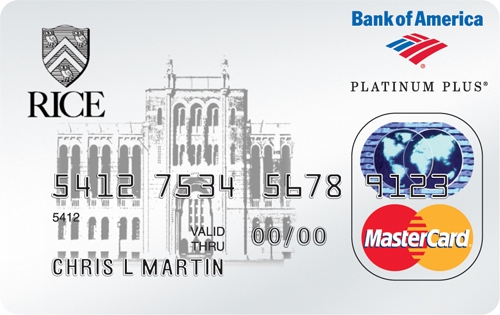 Bank of America
PLATINUM PLUS®
RICE
5412 7534 5678 9123
5412
VALID THRU 00/00
CHRIS L MARTIN
MasterCard